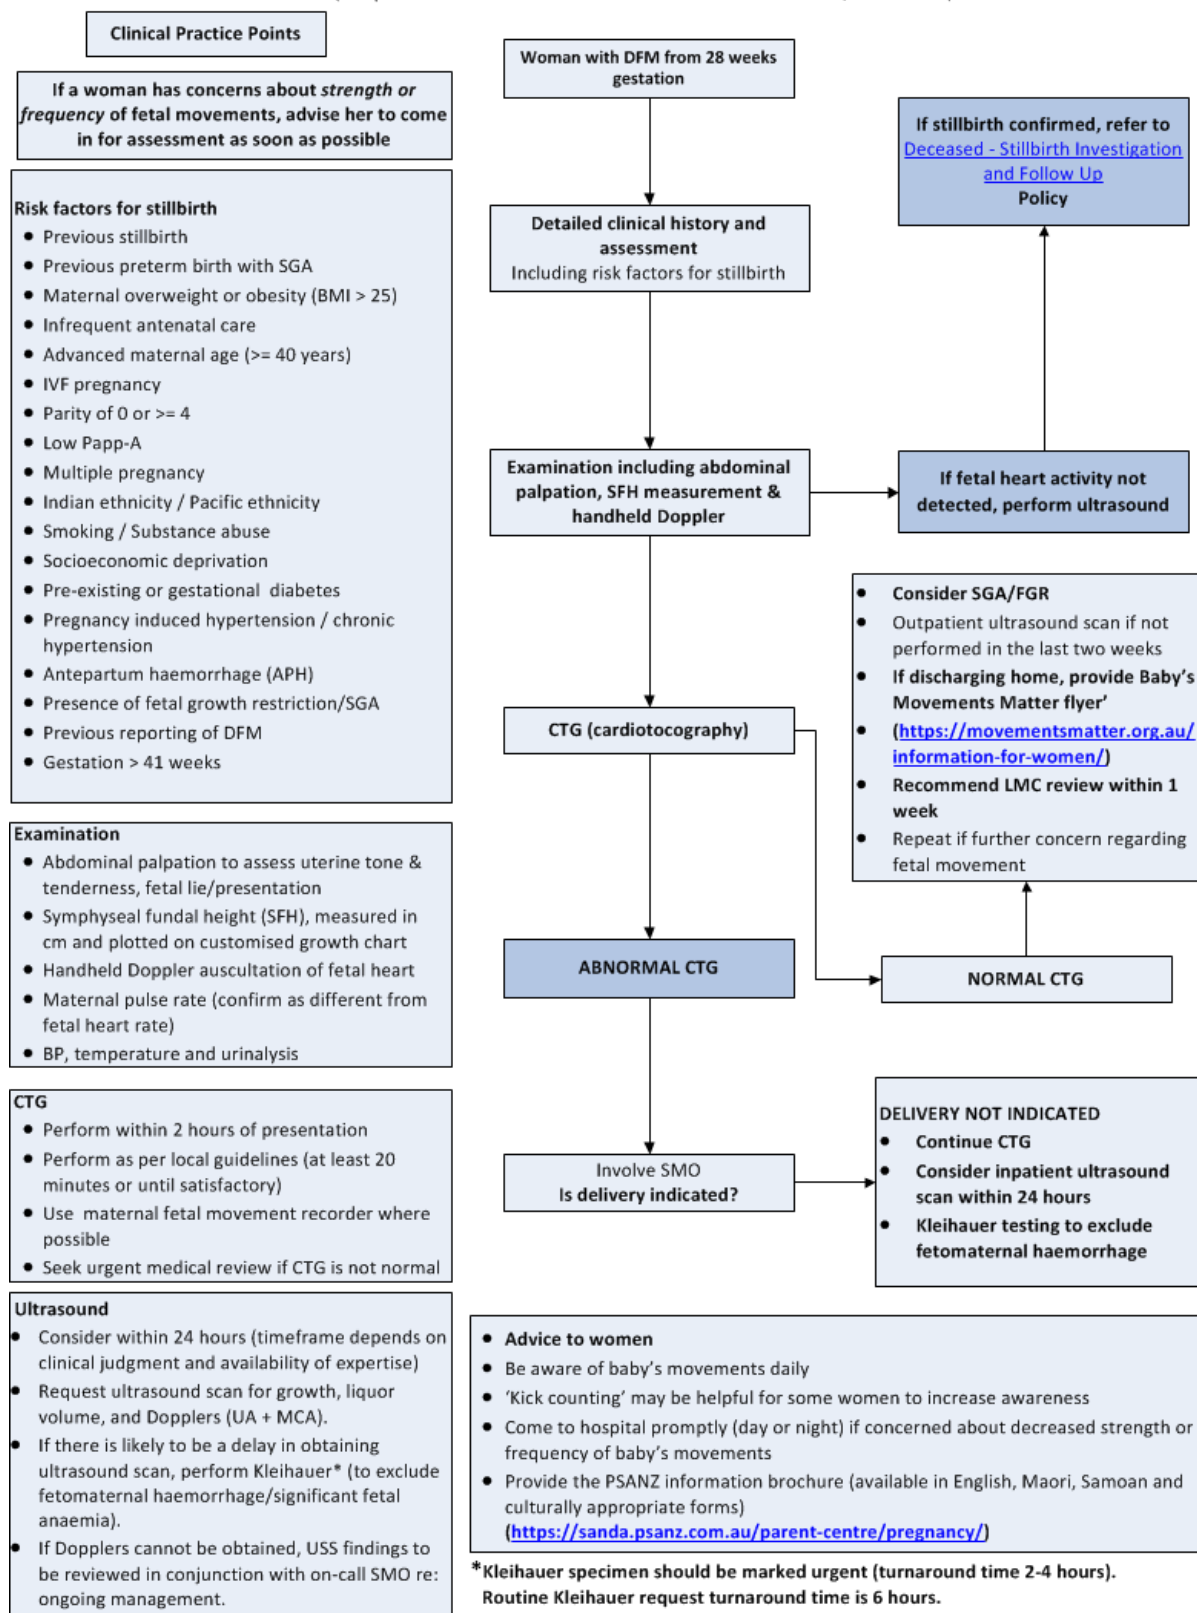 Clinical Practice Points
If a woman has concerns about strength or
frequency of fetal movements, advise her to come
in for assessment as soon as possible
Risk factors for stillbirth
● Previous stillbirth
● Previous preterm birth with SGA
● Maternal overweight or obesity (BMI > 25)
● Infrequent antenatal care
● Advanced maternal age (>= 40 years)
● IVF pregnancy
● Parity of 0 or >= 4
● Low Papp-A
● Multiple pregnancy
● Indian ethnicity / Pacific ethnicity
● Smoking / Substance abuse
● Socioeconomic deprivation
● Pre-existing or gestational diabetes
● Pregnancy induced hypertension / chronic
hypertension
● Antepartum haemorrhage (APH)
● Presence of fetal growth restriction/SGA
● Previous reporting of DFM
● Gestation > 41 weeks
Examination
● Abdominal palpation to assess uterine tone &
tenderness, fetal lie/presentation
● Symphyseal fundal height (SFH), measured in
cm and plotted on customised growth chart
● Handheld Doppler auscultation of fetal heart
● Maternal pulse rate (confirm as different from
fetal heart rate)
● BP, temperature and urinalysis
CTG
● Perform within 2 hours of presentation
● Perform as per local guidelines (at least 20
minutes or until satisfactory)
● Use maternal fetal movement recorder where
possible
● Seek urgent medical review if CTG is not normal
Ultrasound
● Consider within 24 hours (timeframe depends on
clinical judgment and availability of expertise)
● Request ultrasound scan for growth, liquor
volume, and Dopplers (UA + MCA).
● If there is likely to be a delay in obtaining
ultrasound scan, perform Kleihauer* (to exclude
fetomaternal haemorrhage/significant fetal
anaemia).
● If Dopplers cannot be obtained, USS findings to
be reviewed in conjunction with on-call SMO re:
ongoing management.
Woman with DFM from 28 weeks
gestation
Detailed clinical history and
assessment
Including risk factors for stillbirth
Examination including abdominal
palpation, SFH measurement &
handheld Doppler
If stillbirth confirmed, refer to
Deceased - Stillbirth Investigation
and Follow Up
Policy
If fetal heart activity not
detected, perform ultrasound
CTG (cardiotocography)
● Consider SGA/FGR
● Outpatient ultrasound scan if not
performed in the last two weeks
● If discharging home, provide Baby's
Movements Matter flyer'
● (https://movementsmatter.org.au/
information-for-women/)
● Recommend LMC review within 1
week
● Repeat if further concern regarding
fetal movement
ABNORMAL CTG
NORMAL CTG
Involve SMO
Is delivery indicated?
DELIVERY NOT INDICATED
● Continue CTG
● Consider inpatient ultrasound
scan within 24 hours
● Kleihauer testing to exclude
fetomaternal haemorrhage
● Advice to women
● Be aware of baby's movements daily
● 'Kick counting' may be helpful for some women to increase awareness
● Come to hospital promptly (day or night) if concerned about decreased strength or
frequency of baby's movements
● Provide the PSANZ information brochure (available in English, Maori, Samoan and
culturally appropriate forms)
(https://sanda.psanz.com.au/parent-centre/pregnancy/)
*Kleihauer specimen should be marked urgent (turnaround time 2-4 hours).
Routine Kleihauer request turnaround time is 6 hours.